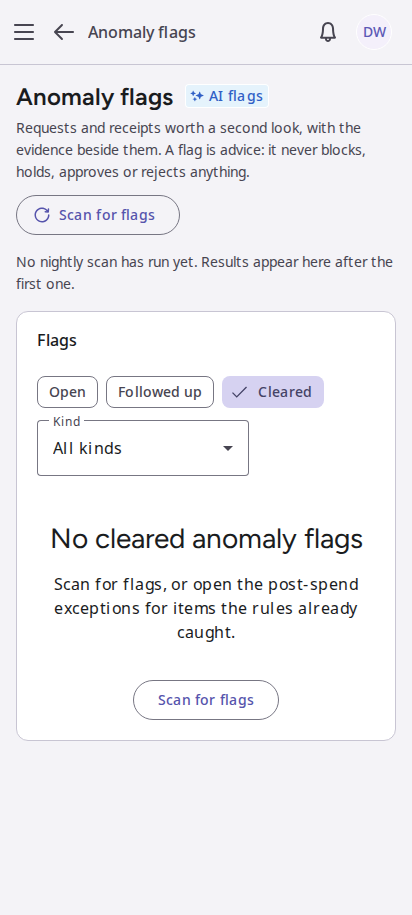 Anomaly flags
DW
Anomaly flags
AI flags
Requests and receipts worth a second look, with the
evidence beside them. A flag is advice: it never blocks,
holds, approves or rejects anything.
Scan for flags
No nightly scan has run yet. Results appear here after the
first one.
Flags
Open
Followed up
Cleared
Kind
All kinds
No cleared anomaly flags
Scan for flags, or open the post-spend
exceptions for items the rules already
caught.
Scan for flags